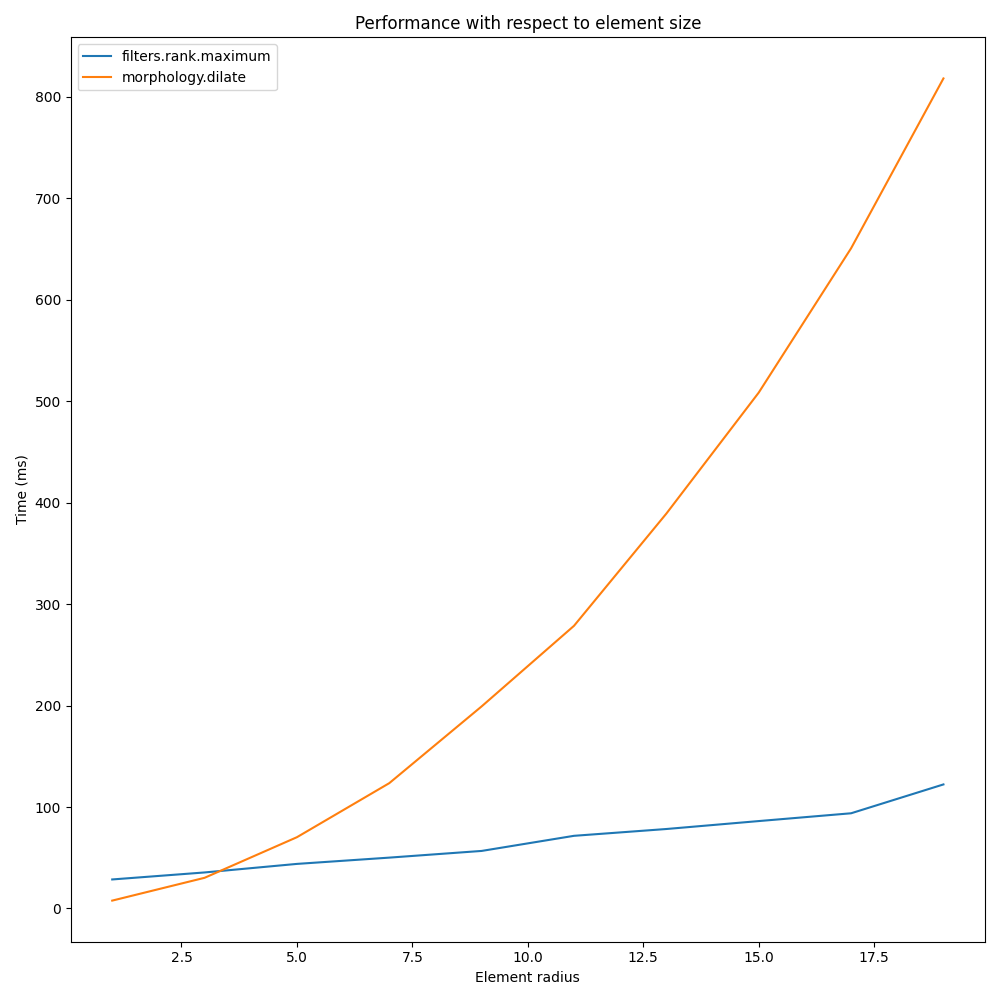 Performance with respect to element size
filters.rank.maximum
morphology.dilate
800
700
600
500
400
300
200
100
0
Time (ms)
2.5 5.0 7.5 10.0 12.5 15.0 17.5
Element radius